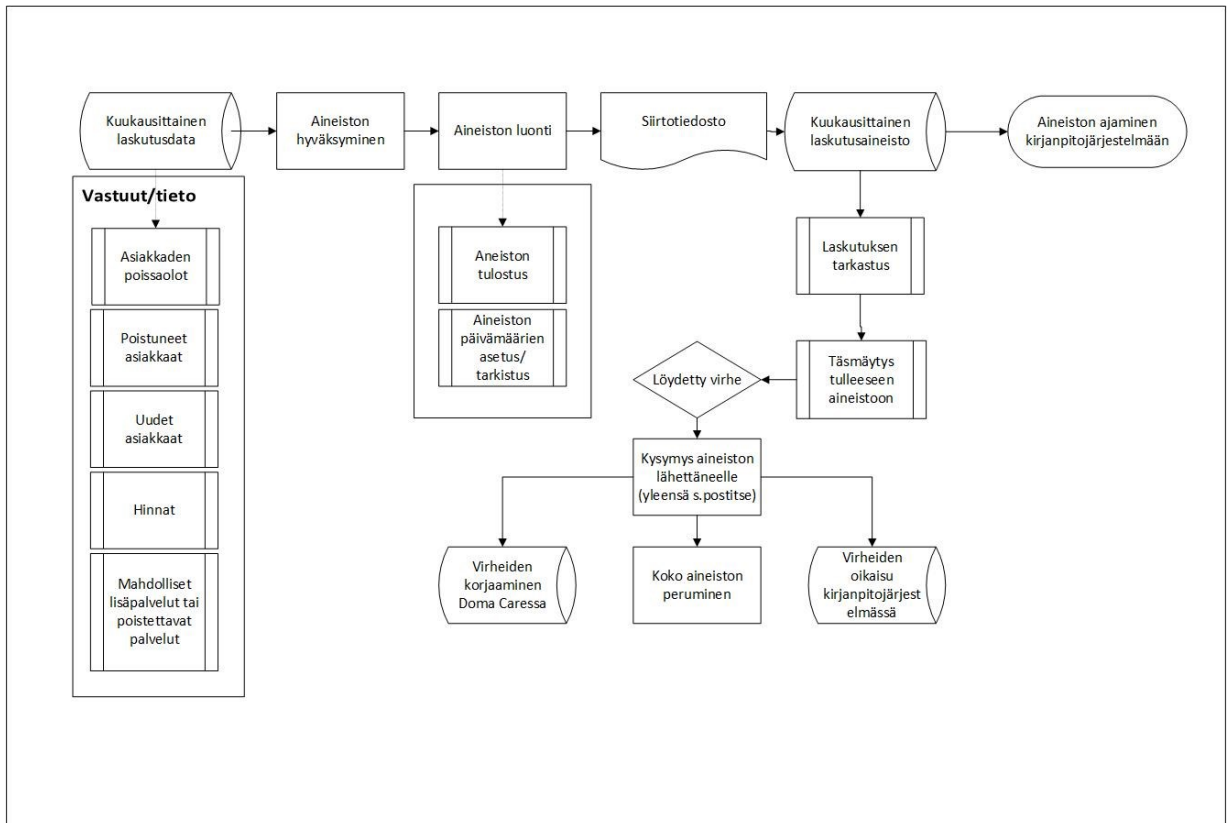 Kuukausittainen
laskutusdata
Aineiston
hyväksyminen
Aineiston luonti
Siirtotiedosto
Kuukausittainen
laskutusaineisto
Aineiston ajaminen
kirjanpitojärjestelmään
Vastuut/tieto
Asiakkaden
poissaolot
Poistuneet
asiakkaat
Uudet
asiakkaat
Hinnat
Mahdolliset
lisäpalvelut tai
poistettavat
palvelut
Aneiston
tulostus
Aineiston
päivämäärien
asetus/
tarkistus
Laskutuksen
tarkastus
Täsmäytys
tulleeseen
aineistoon
Löydetty virhe
Kysymys aineiston
lähettäneelle
(yleensä s.postitse)
Virheiden
korjaaminen
Doma Caressa
Koko aineiston
peruminen
Virheiden
oikaisu
kirjanpitojärjest
elmässä